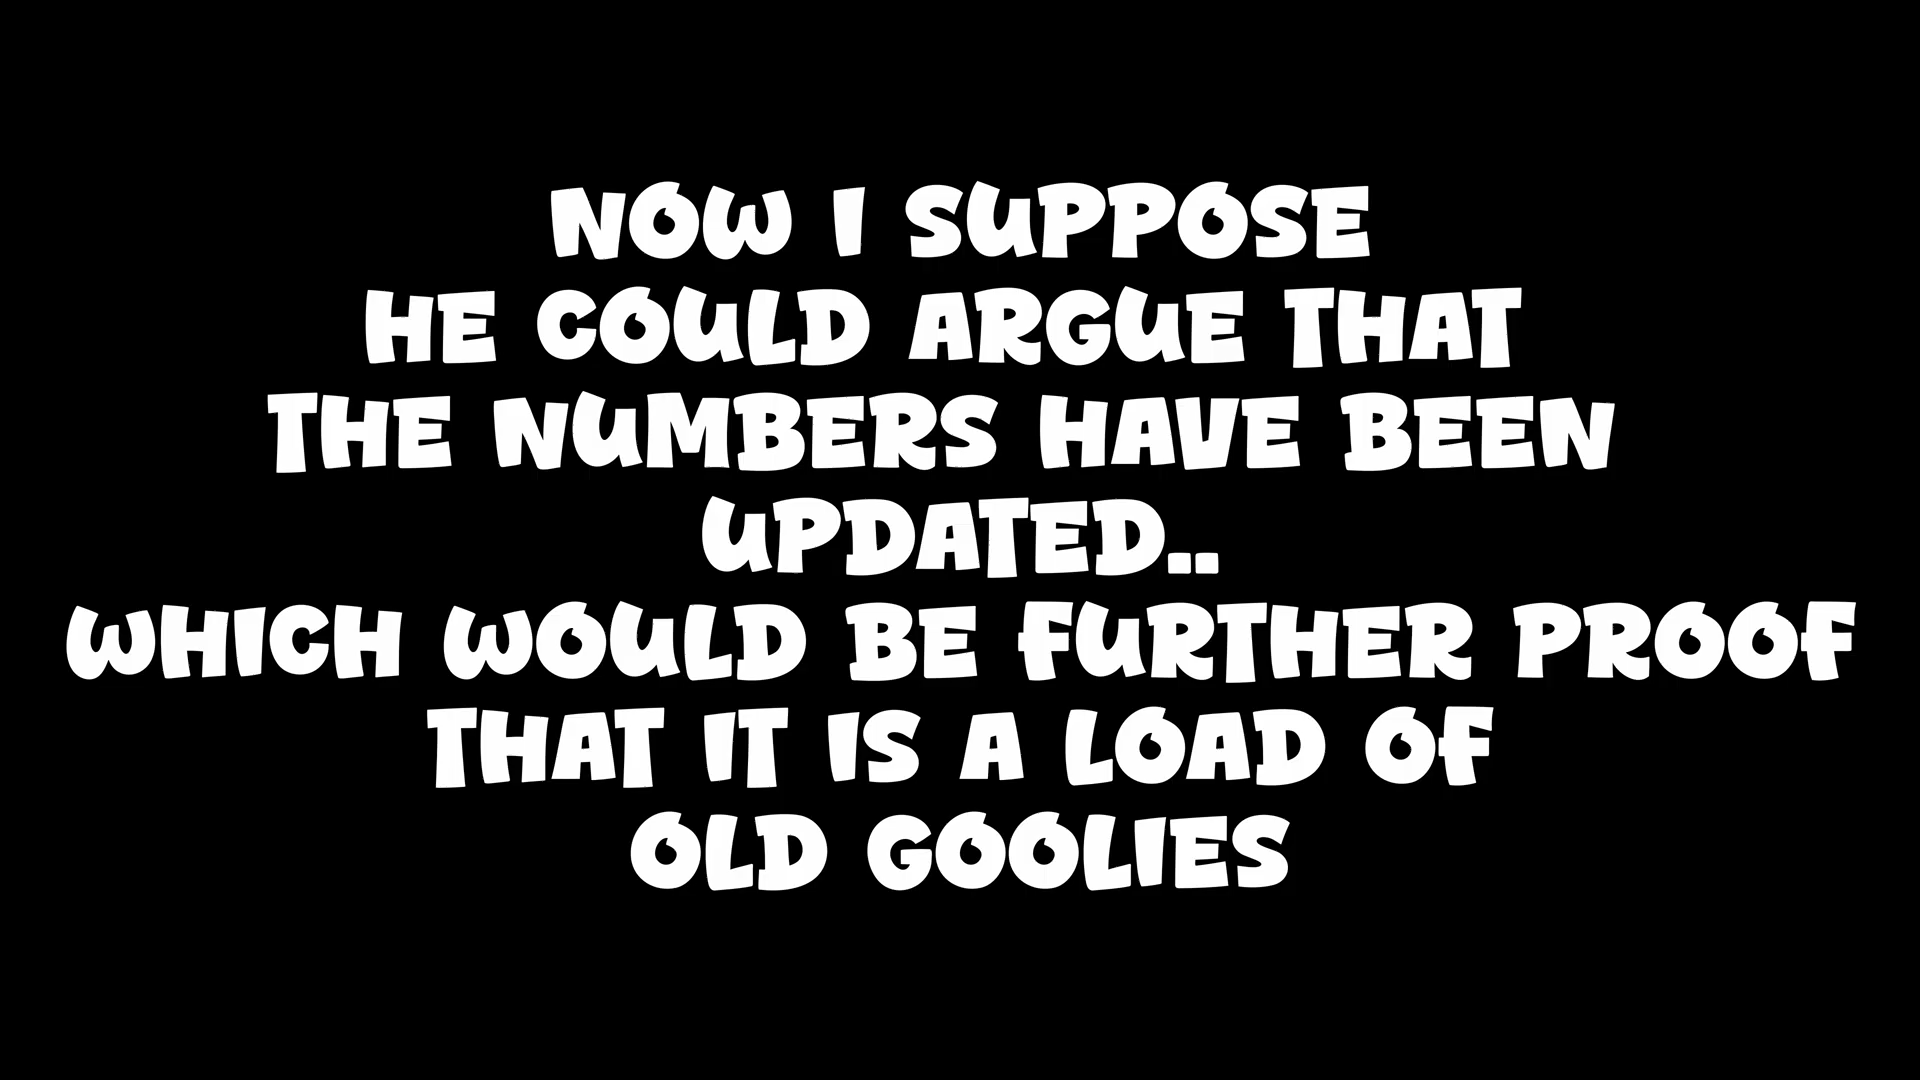 NOW I SUPPOSE
HE COULD ARGUE THAT
THE NUMBERS HAVE BEEN
UPDATED..
WHICH WOULD BE FURTHER PROOF
THAT IT IS A LOAD OF
OLD GOOLIES